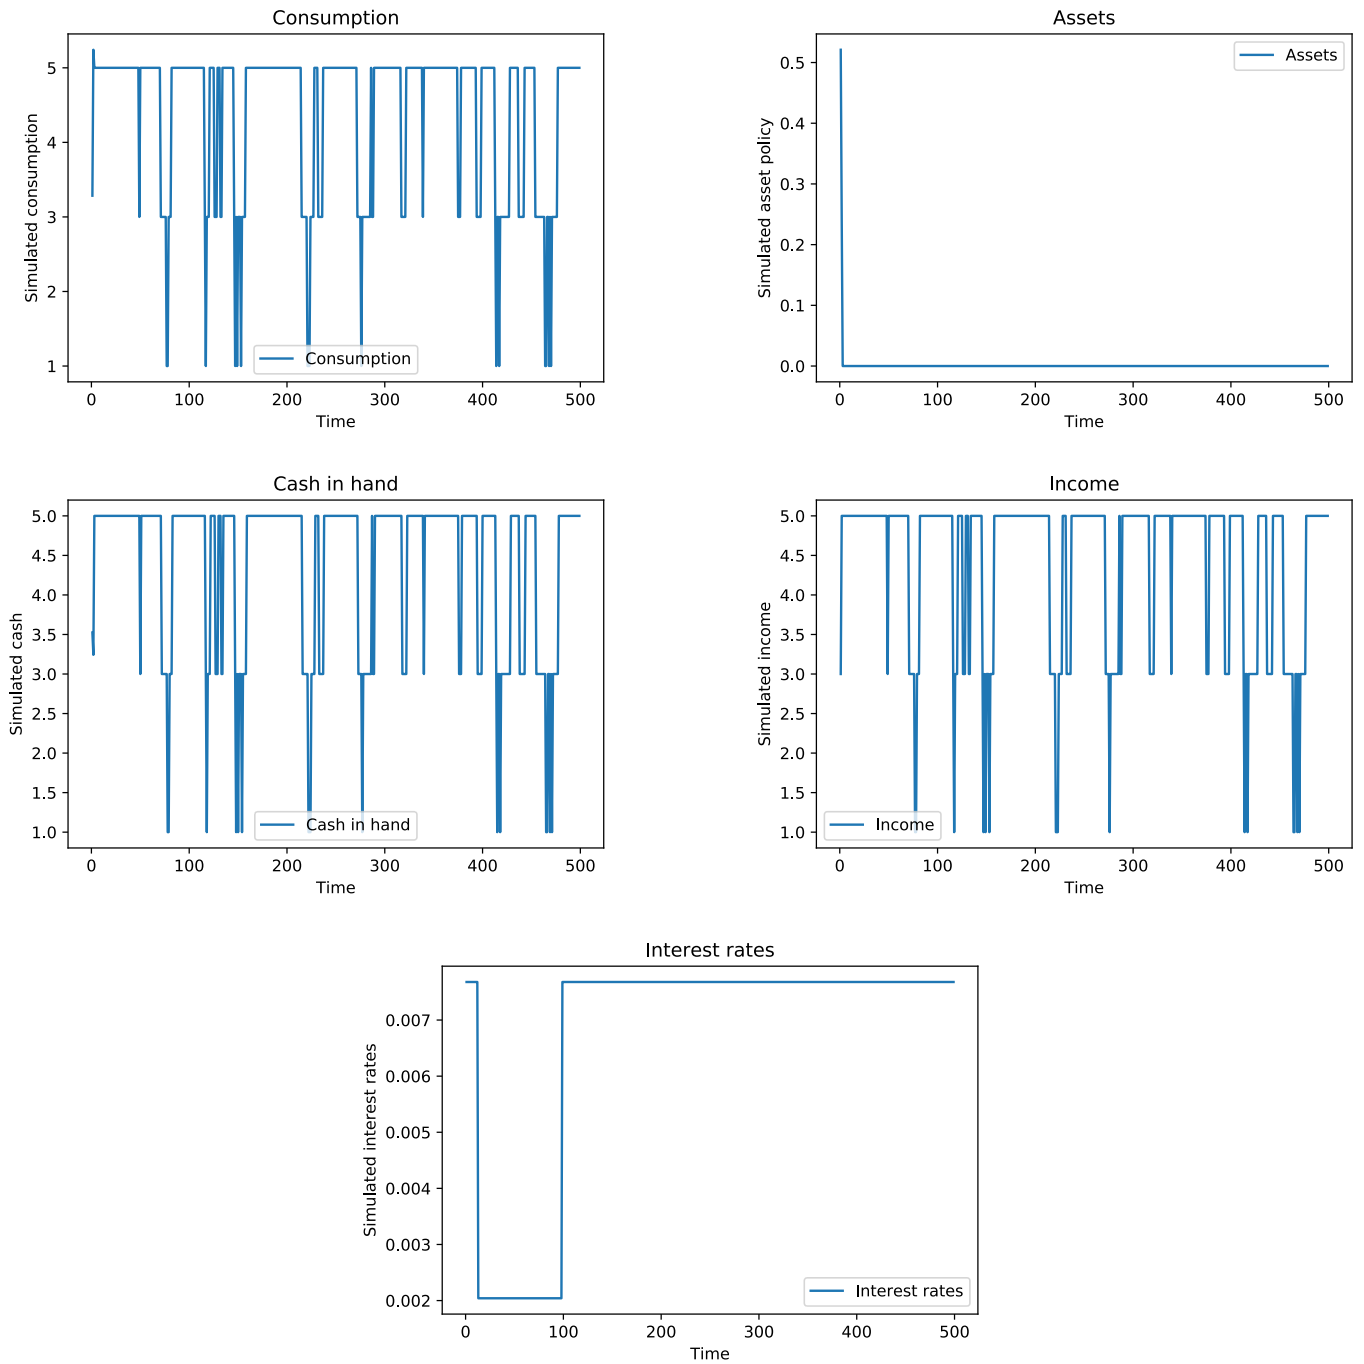 Consumption
Simulated consumption
5
4
3
2
1
0 100 200 300 400 500
Time
Consumption
Assets
Simulated asset policy
0.5
0.4
0.3
0.2
0.1
0.0
0 100 200 300 400 500
Time
Assets
Cash in hand
Simulated cash
5.0
4.5
4.0
3.5
3.0
2.5
2.0
1.5
1.0
0 100 200 300 400 500
Time
Cash in hand
Income
Simulated income
5.0
4.5
4.0
3.5
3.0
2.5
2.0
1.5
1.0
0 100 200 300 400 500
Time
Income
Interest rates
Simulated interest rates
0.007
0.006
0.005
0.004
0.003
0.002
0 100 200 300 400 500
Time
Interest rates